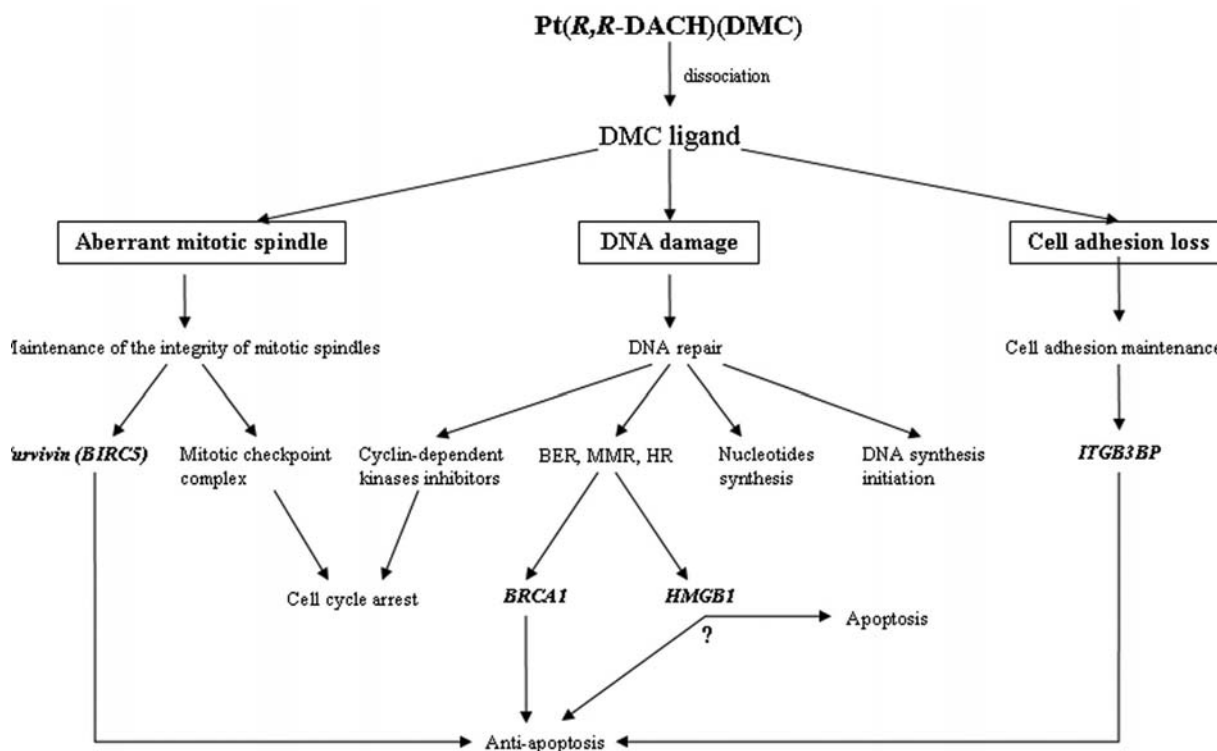 Pt(R,R-DACH)(DMC)
dissociation
DMC ligand
Aberrant mitotic spindle
DNA damage
Cell adhesion loss
Maintenance of the integrity of mitotic spindles
DNA repair
Cell adhesion maintenance
urvivin (BIRC5)
Mitotic checkpoint
complex
Cyclin-dependent
kinases inhibitors
BER, MMR, HR
Nucleotides
synthesis
DNA synthesis
initiation
ITGB3BP
Cell cycle arrest
BRCA1
HMGB1
?
Apoptosis
Anti-apoptosis